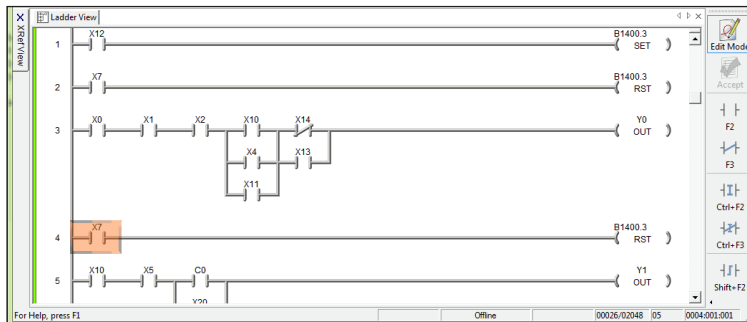 Ladder View
XRefView
1 X12 B1400.3 SET
2 X7 B1400.3 RST
3 X0 X1 X2 X10 X14 Y0 OUT
X4 X13
X11
4 X7 B1400.3 RST
5 X10 X5 C0 Y1 OUT
X20
Edit Mode
Accept
F2
F3
Ctrl+F2
Ctrl+F3
Shift+F2
For Help, press F1 Offline 00026/02048 05 0004:001:001